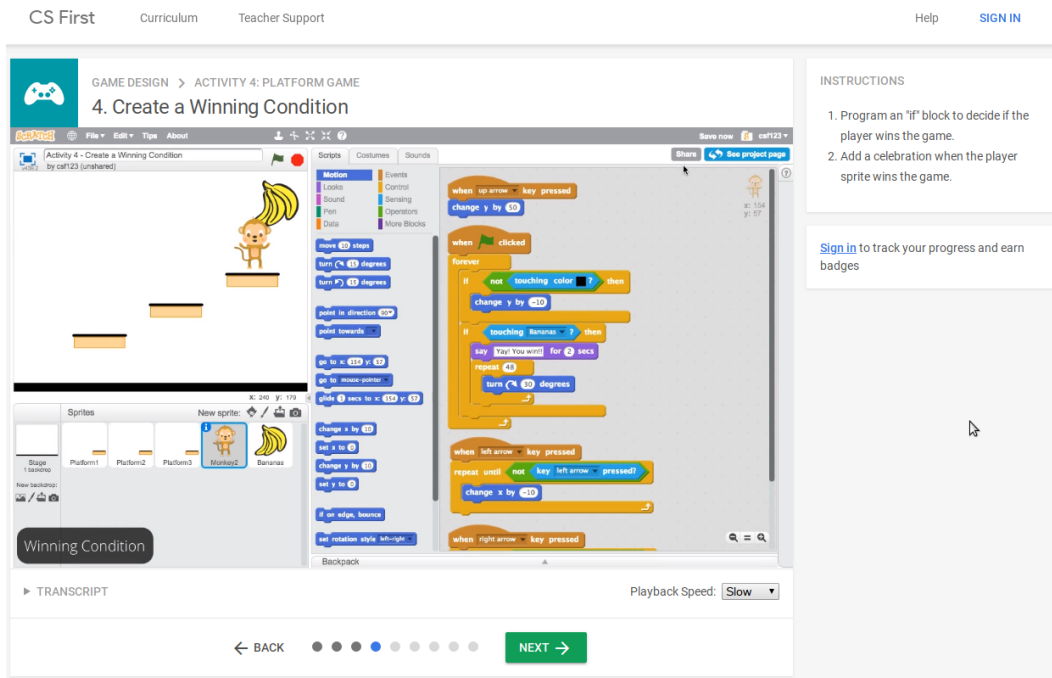 CS First
Curriculum
Teacher Support
Help
SIGN IN
GAME DESIGN > ACTIVITY 4: PLATFORM GAME
4. Create a Winning Condition
SCRATCH
File
Edit
Tips
About
Save now
csf123
Activity 4 - Create a Winning Condition
by csf123 (unshared)
Scripts
Costumes
Sounds
Share
See project page
Motion
Events
Looks
Control
Sound
Sensing
Pen
Operators
Data
More Blocks
move 10 steps
turn 15 degrees
turn 15 degrees
point in direction 90
point towards
go to x: 154 y: 57
go to mouse-pointer
glide 1 secs to x: 154 y: 57
change x by 10
set x to 0
change y by 10
set y to 0
if on edge, bounce
set rotation style left-right
when up arrow key pressed
change y by 50
when clicked
forever
if not touching color ? then
change y by -10
if touching Bananas ? then
say Yay! You win!! for 2 secs
repeat 48
turn 30 degrees
when left arrow key pressed
repeat until not key left arrow pressed?
change x by -10
when right arrow key pressed
x: 154
y: 57
X: 240 y: 179
Sprites
New sprite:
Stage
1 backdrop
New backdrop:
Platform1
Platform2
Platform3
Monkey2
Bananas
Winning Condition
Backpack
TRANSCRIPT
Playback Speed: Slow
BACK
NEXT
INSTRUCTIONS
1. Program an "if" block to decide if the
player wins the game.
2. Add a celebration when the player
sprite wins the game.
Sign in to track your progress and earn
badges